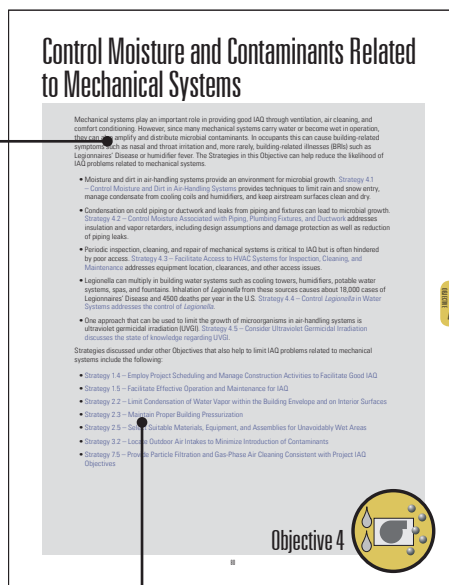 Control Moisture and Contaminants Related
to Mechanical Systems
Mechanical systems play an important role in providing good IAQ through ventilation, air cleaning, and
comfort conditioning. However, since many mechanical systems carry water or become wet in operation,
they can also amplify and distribute microbial contaminants. In occupants this can cause building-related
symptoms such as nasal and throat irritation and, more rarely, building-related illnesses (BRIs) such as
Legionnaires' Disease or humidifier fever. The Strategies in this Objective can help reduce the likelihood of
IAQ problems related to mechanical systems.
• Moisture and dirt in air-handling systems provide an environment for microbial growth. Strategy 4.1
– Control Moisture and Dirt in Air-Handling Systems provides techniques to limit rain and snow entry,
manage condensate from cooling coils and humidifiers, and keep airstream surfaces clean and dry.
• Condensation on cold piping or ductwork and leaks from piping and fixtures can lead to microbial growth.
Strategy 4.2 – Control Moisture Associated with Piping, Plumbing Fixtures, and Ductwork addresses
insulation and vapor retarders, including design assumptions and damage protection as well as reduction
of piping leaks.
• Periodic inspection, cleaning, and repair of mechanical systems is critical to IAQ but is often hindered
by poor access. Strategy 4.3 – Facilitate Access to HVAC Systems for Inspection, Cleaning, and
Maintenance addresses equipment location, clearances, and other access issues.
• Legionella can multiply in building water systems such as cooling towers, humidifiers, potable water
systems, spas, and fountains. Inhalation of Legionella from these sources causes about 18,000 cases of
Legionnaires' Disease and 4500 deaths per year in the U.S. Strategy 4.4 – Control Legionella in Water
Systems addresses the control of Legionella.
• One approach that can be used to limit the growth of microorganisms in air-handling systems is
ultraviolet germicidal irradiation (UVGI). Strategy 4.5 – Consider Ultraviolet Germicidal Irradiation
discusses the state of knowledge regarding UVGI.
Strategies discussed under other Objectives that also help to limit IAQ problems related to mechanical
systems include the following:
• Strategy 1.4 – Employ Project Scheduling and Manage Construction Activities to Facilitate Good IAQ
• Strategy 1.5 – Facilitate Effective Operation and Maintenance for IAQ
• Strategy 2.2 – Limit Condensation of Water Vapor within the Building Envelope and on Interior Surfaces
• Strategy 2.3 – Maintain Proper Building Pressurization
• Strategy 2.5 – Select Suitable Materials, Equipment, and Assemblies for Unavoidably Wet Areas
• Strategy 3.2 – Locate Outdoor Air Intakes to Minimize Introduction of Contaminants
• Strategy 7.5 – Provide Particle Filtration and Gas-Phase Air Cleaning Consistent with Project IAQ
Objectives
Objective 4